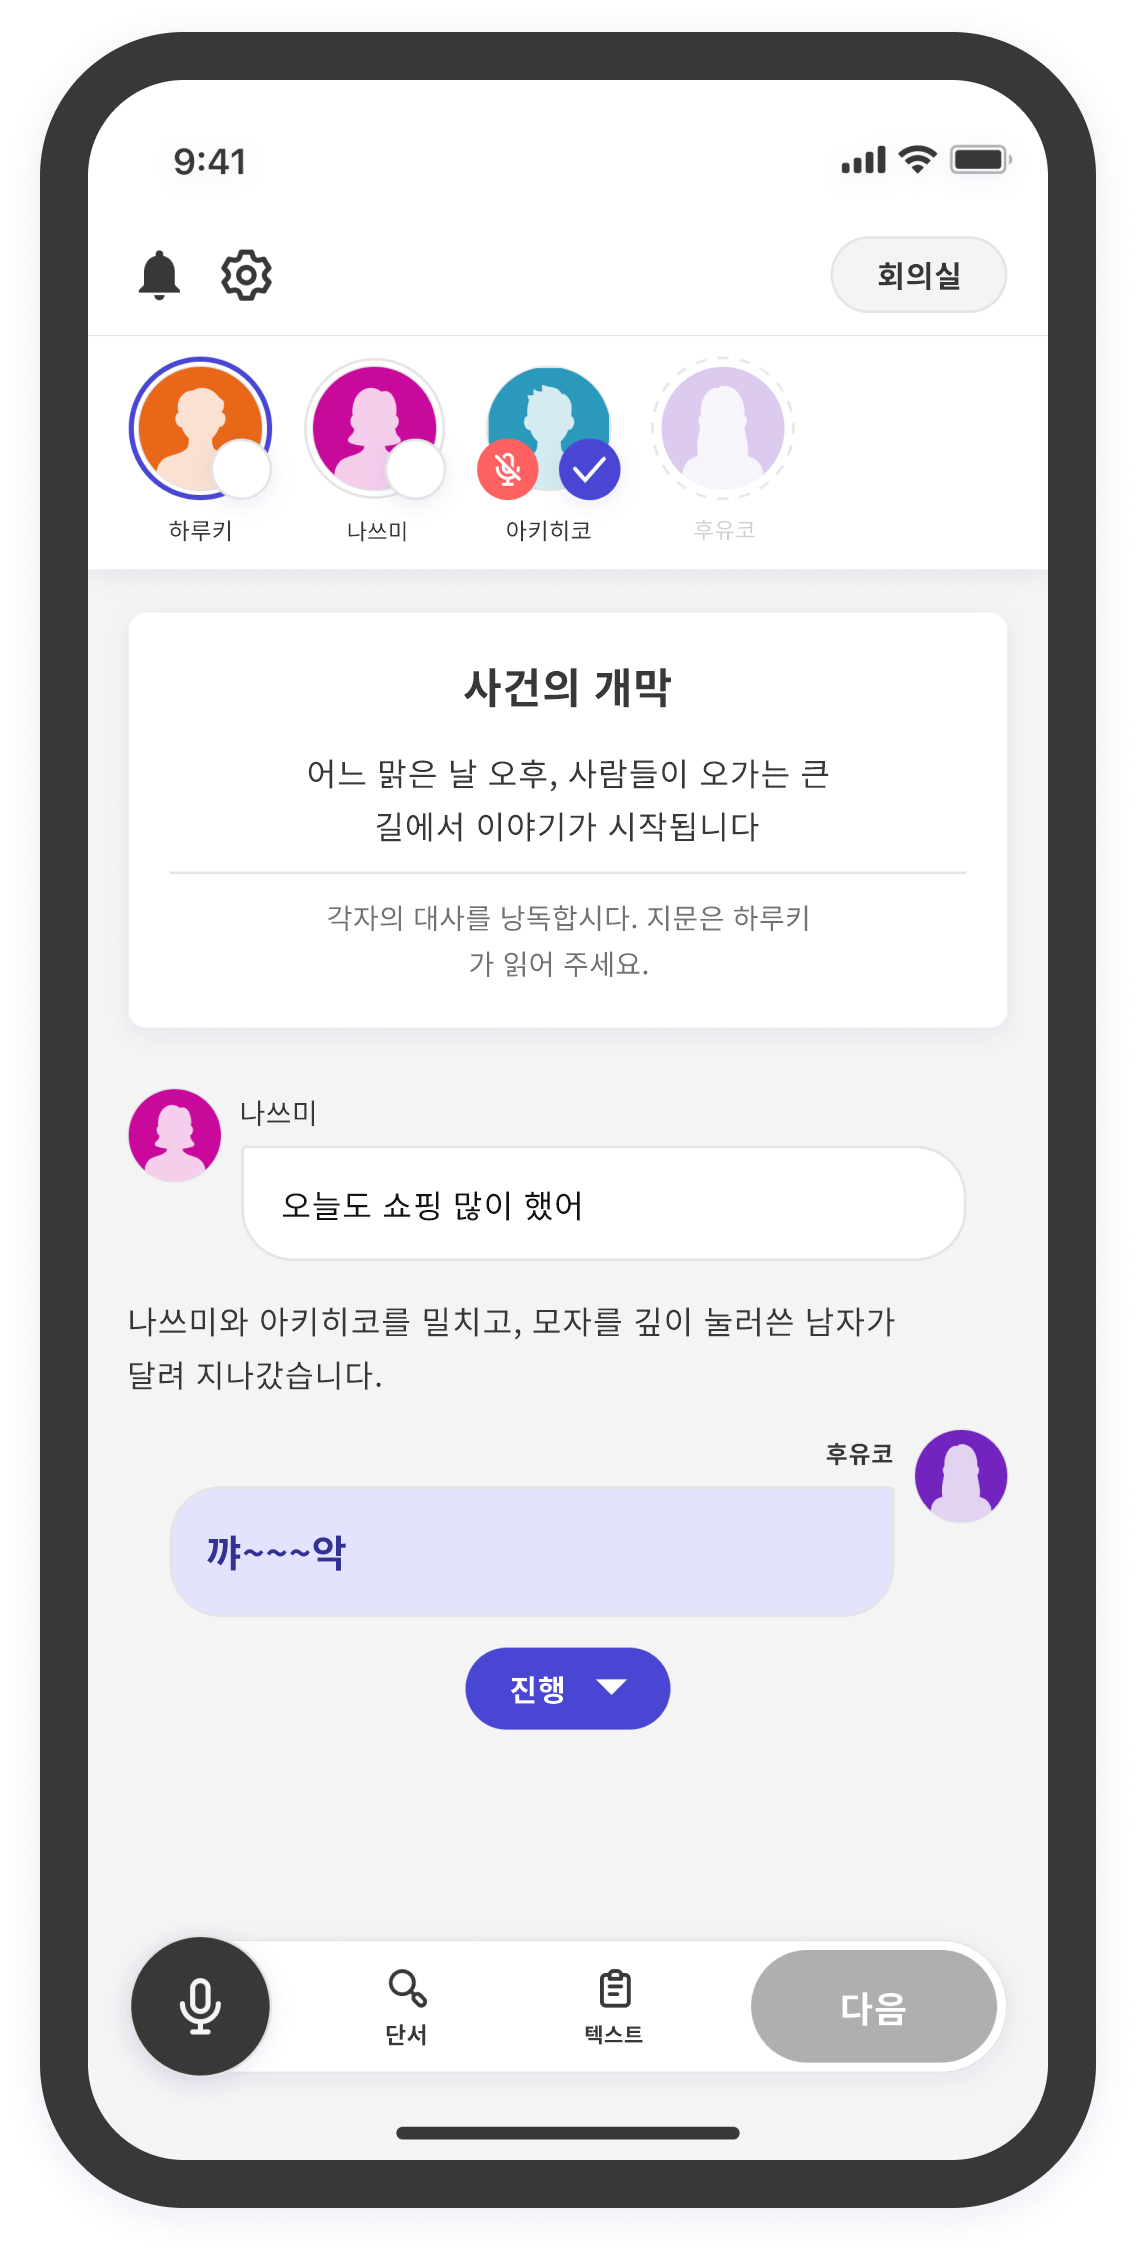 9:41
회의실
하루키
나쓰미
아키히코
후유코
사건의 개막
어느 맑은 날 오후, 사람들이 오가는 큰
길에서 이야기가 시작됩니다
각자의 대사를 낭독합시다. 지문은 하루키
가 읽어 주세요.
나쓰미
오늘도 쇼핑 많이 했어
나쓰미와 아키히코를 밀치고, 모자를 깊이 눌러쓴 남자가
달려 지나갔습니다.
후유코
꺄~~~악
진행
단서
텍스트
다음